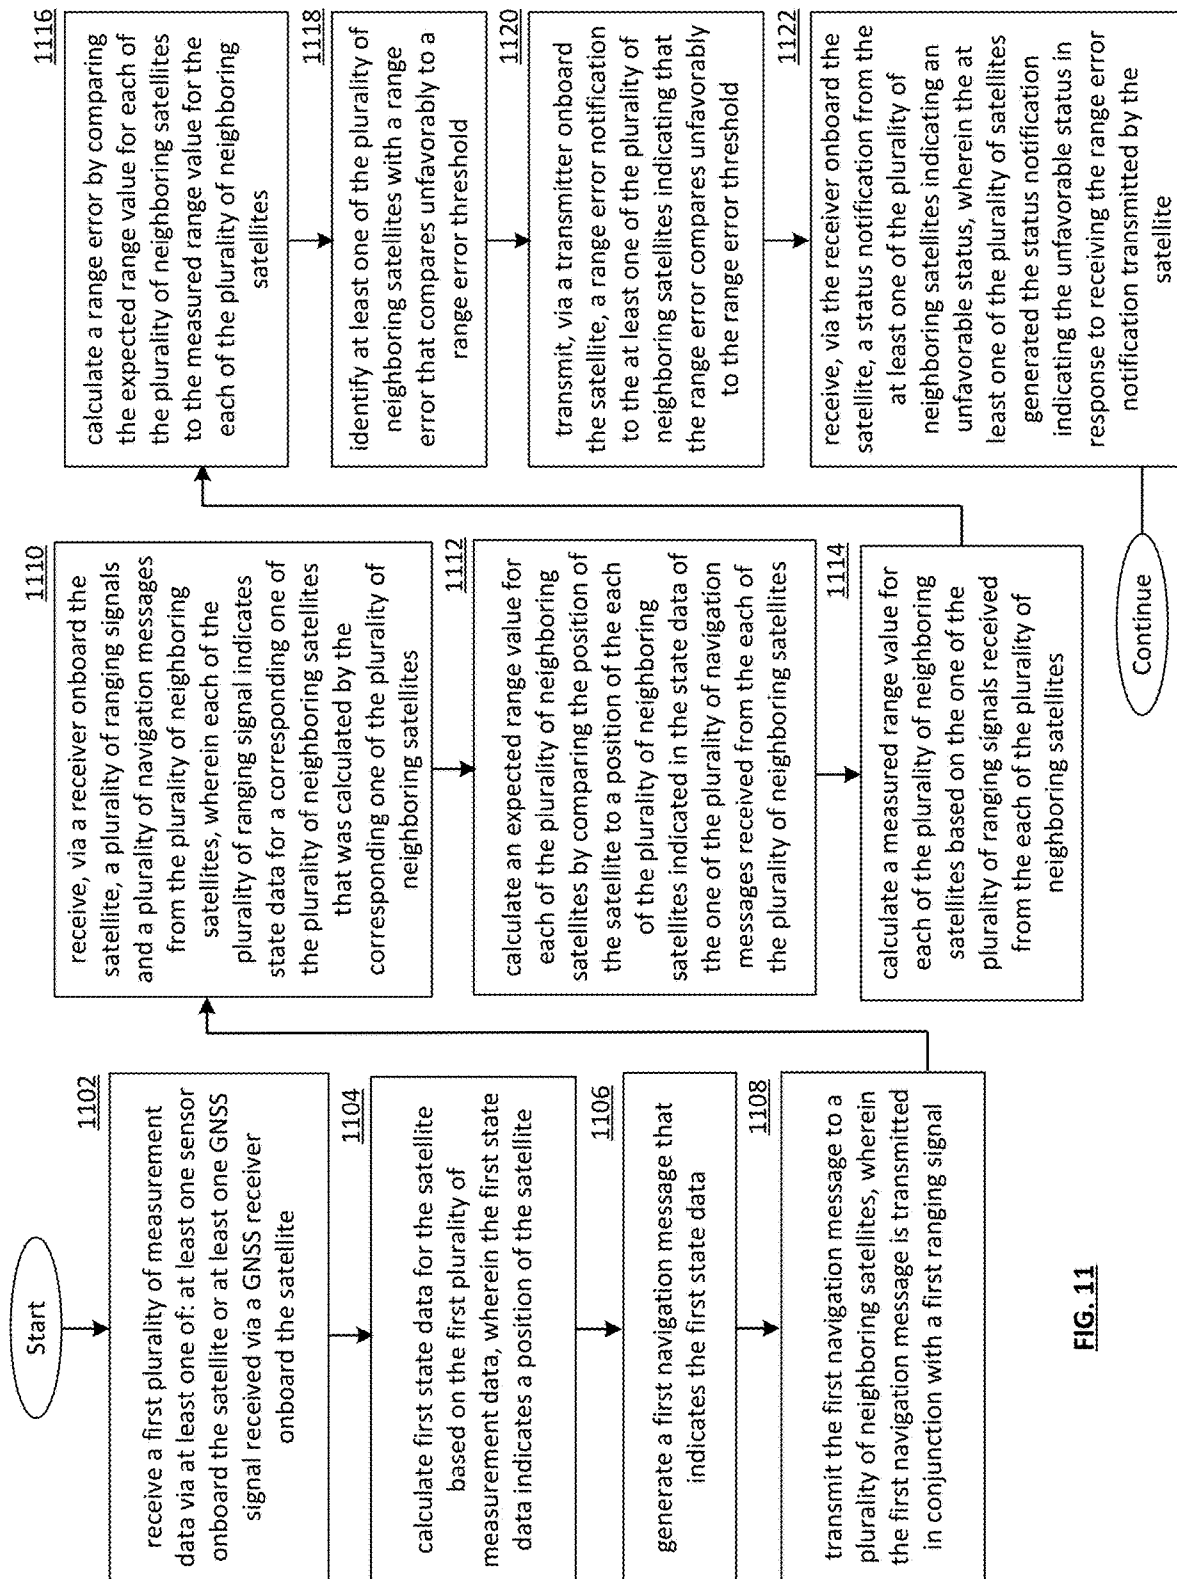 Start
1102
receive a first plurality of measurement
data via at least one of: at least one sensor
onboard the satellite or at least one GNSS
signal received via a GNSS receiver
onboard the satellite
1104
calculate first state data for the satellite
based on the first plurality of
measurement data, wherein the first state
data indicates a position of the satellite
1106
generate a first navigation message that
indicates the first state data
1108
transmit the first navigation message to a
plurality of neighboring satellites, wherein
the first navigation message is transmitted
in conjunction with a first ranging signal
1110
receive, via a receiver onboard the
satellite, a plurality of ranging signals
and a plurality of navigation messages
from the plurality of neighboring
satellites, wherein each of the
plurality of ranging signal indicates
state data for a corresponding one of
the plurality of neighboring satellites
that was calculated by the
corresponding one of the plurality of
neighboring satellites
1112
calculate an expected range value for
each of the plurality of neighboring
satellites by comparing the position of
the satellite to a position of the each
of the plurality of neighboring
satellites indicated in the state data of
the one of the plurality of navigation
messages received from the each of
the plurality of neighboring satellites
1114
calculate a measured range value for
each of the plurality of neighboring
satellites based on the one of the
plurality of ranging signals received
from the each of the plurality of
neighboring satellites
1116
calculate a range error by comparing
the expected range value for each of
the plurality of neighboring satellites
to the measured range value for the
each of the plurality of neighboring
satellites
1118
identify at least one of the plurality of
neighboring satellites with a range
error that compares unfavorably to a
range error threshold
1120
transmit, via a transmitter onboard
the satellite, a range error notification
to the at least one of the plurality of
neighboring satellites indicating that
the range error compares unfavorably
to the range error threshold
1122
receive, via the receiver onboard the
satellite, a status notification from the
at least one of the plurality of
neighboring satellites indicating an
unfavorable status, wherein the at
least one of the plurality of satellites
generated the status notification
indicating the unfavorable status in
response to receiving the range error
notification transmitted by the
satellite
Continue
FIG. 11